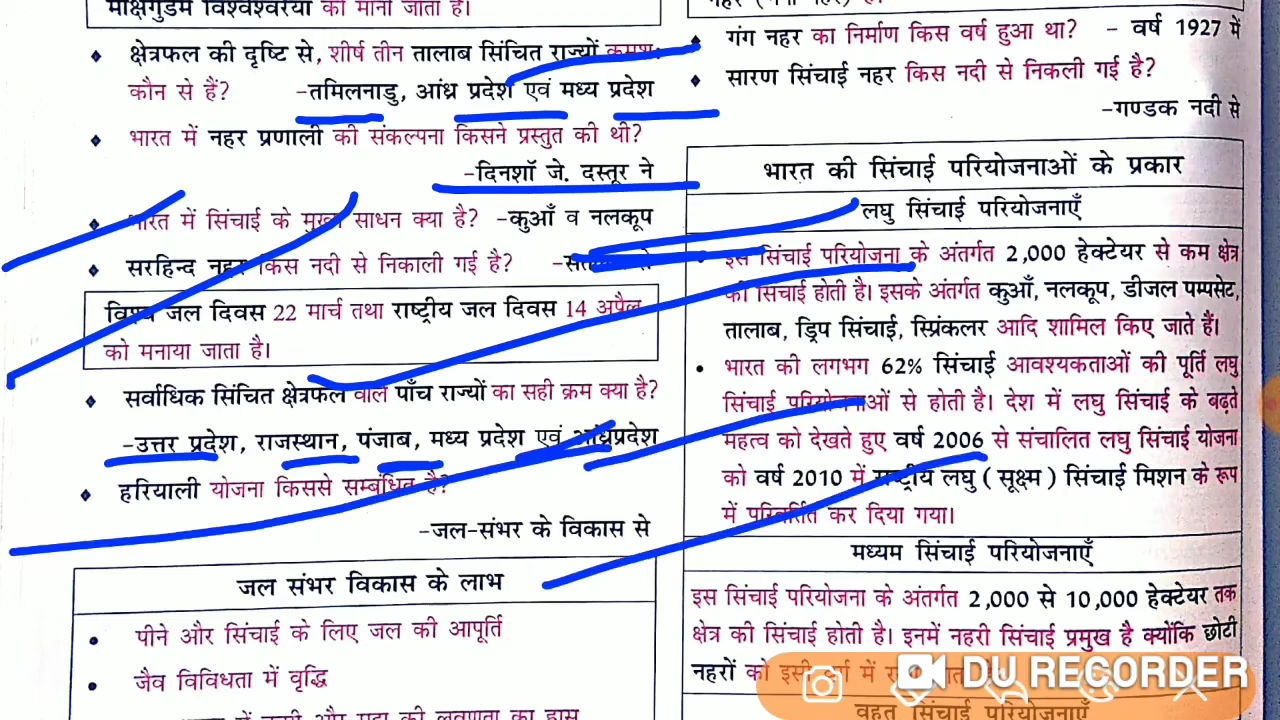 माक्षिगुडम विश्वेश्वरैया को माना जाता है।
क्षेत्रफल की दृष्टि से, शीर्ष तीन तालाब सिंचित राज्यों क्रमश:
कौन से हैं? -तमिलनाडु, आंध्र प्रदेश एवं मध्य प्रदेश
भारत में नहर प्रणाली की संकल्पना किसने प्रस्तुत की थी?
-दिनशॉ जे. दस्तूर ने
भारत में सिंचाई के मुख्य साधन क्या है? -कुआँ व नलकूप
सरहिन्द नहर किस नदी से निकाली गई है?
विश्व जल दिवस 22 मार्च तथा राष्ट्रीय जल दिवस 14 अप्रैल
को मनाया जाता है।
सर्वाधिक सिंचित क्षेत्रफल वाले पाँच राज्यों का सही क्रम क्या है?
-उत्तर प्रदेश, राजस्थान, पंजाब, मध्य प्रदेश एवं आंध्रप्रदेश
हरियाली योजना किससे सम्बंधित है?
-जल-संभर के विकास से
जल संभर विकास के लाभ
• पीने और सिंचाई के लिए जल की आपूर्ति
• जैव विविधता में वृद्धि
गंग नहर का निर्माण किस वर्ष हुआ था? - वर्ष 1927 में
सारण सिंचाई नहर किस नदी से निकली गई है?
-गण्डक नदी से
भारत की सिंचाई परियोजनाओं के प्रकार
लघु सिंचाई परियोजनाएँ
• इस सिंचाई परियोजना के अंतर्गत 2,000 हेक्टेयर से कम क्षेत्र
की सिंचाई होती है। इसके अंतर्गत कुआँ, नलकूप, डीजल पम्पसेट,
तालाब, ड्रिप सिंचाई, स्प्रिंकलर आदि शामिल किए जाते हैं।
• भारत की लगभग 62% सिंचाई आवश्यकताओं की पूर्ति लघु
सिंचाई परियोजनाओं से होती है। देश में लघु सिंचाई के बढ़ते
महत्व को देखते हुए वर्ष 2006 से संचालित लघु सिंचाई योजना
को वर्ष 2010 में राष्ट्रीय लघु ( सूक्ष्म ) सिंचाई मिशन के रूप
में परिवर्तित कर दिया गया।
मध्यम सिंचाई परियोजनाएँ
इस सिंचाई परियोजना के अंतर्गत 2,000 से 10,000 हेक्टेयर तक
क्षेत्र की सिंचाई होती है। इनमें नहरी सिंचाई प्रमुख है क्योंकि छोटी
नहरों को इसी
DU RECORDER
वृहत् सिंचाई परियोजनाएँ